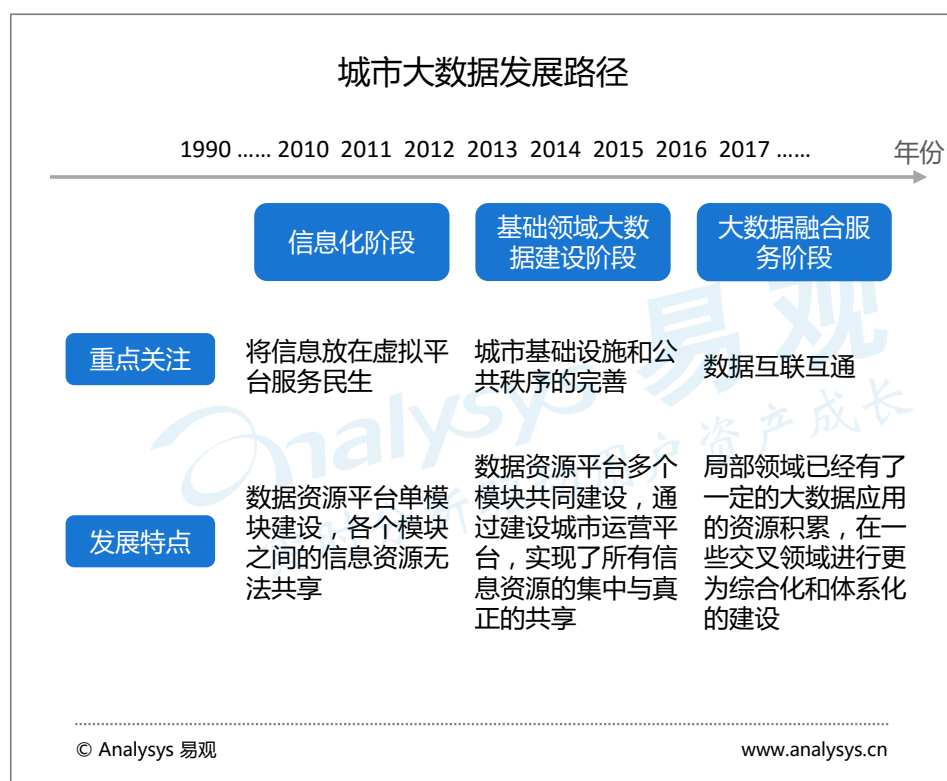 城市大数据发展路径
1990 …… 2010 2011 2012 2013 2014 2015 2016 2017 ……
年份
信息化阶段
基础领域大数
据建设阶段
大数据融合服
务阶段
重点关注
将信息放在虚拟平
台服务民生
城市基础设施和公
共秩序的完善
数据互联互通
发展特点
数据资源平台单模
块建设，各个模块
之间的信息资源无
法共享
数据资源平台多个
模块共同建设，通
过建设城市运营平
台，实现了所有信
息资源的集中与真
正的共享
局部领域已经有了
一定的大数据应用
的资源积累，在一
些交叉领域进行更
为综合化和体系化
的建设
Analysys 易观
© Analysys 易观
www.analysys.cn